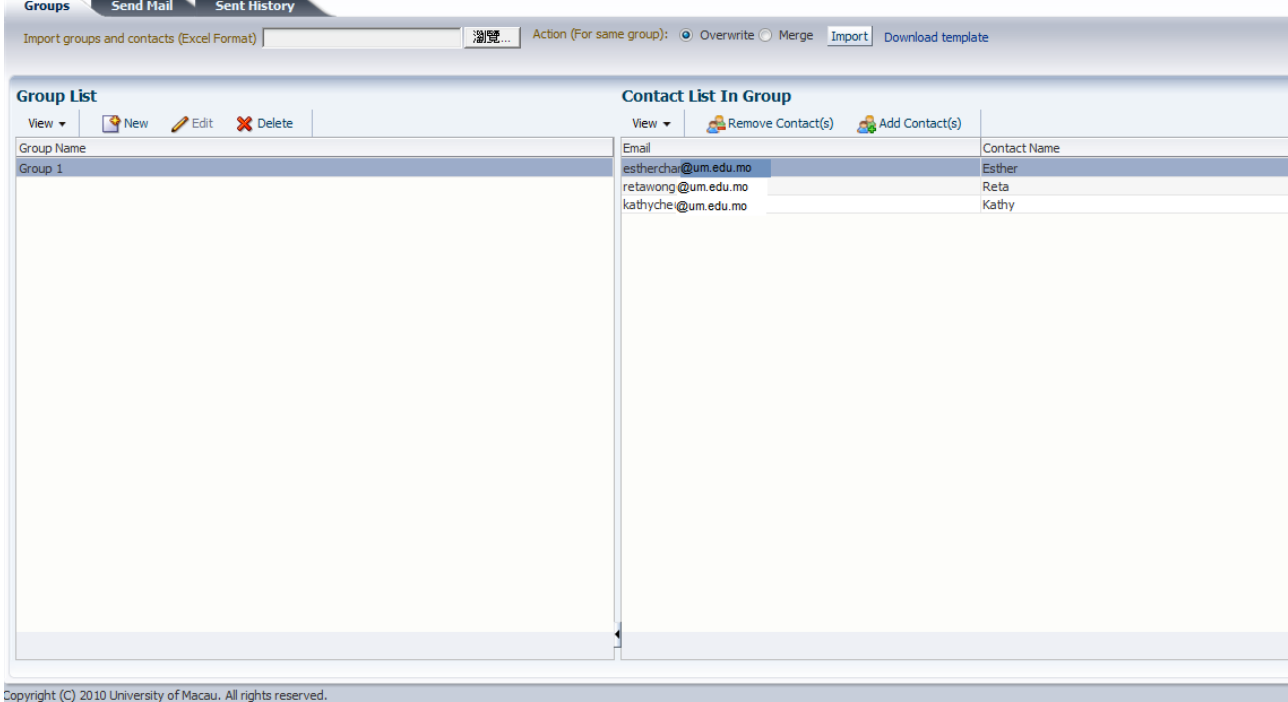 Groups Send Mail Sent History
Import groups and contacts (Excel Format) 瀏覽... Action (For same group): Overwrite Merge Import Download template
Group List
View New Edit Delete
Group Name
Group 1
Contact List In Group
View Remove Contact(s) Add Contact(s)
Email Contact Name
estherchan@um.edu.mo Esther
retawong@um.edu.mo Reta
kathyche@um.edu.mo Kathy
Copyright (C) 2010 University of Macau. All rights reserved.